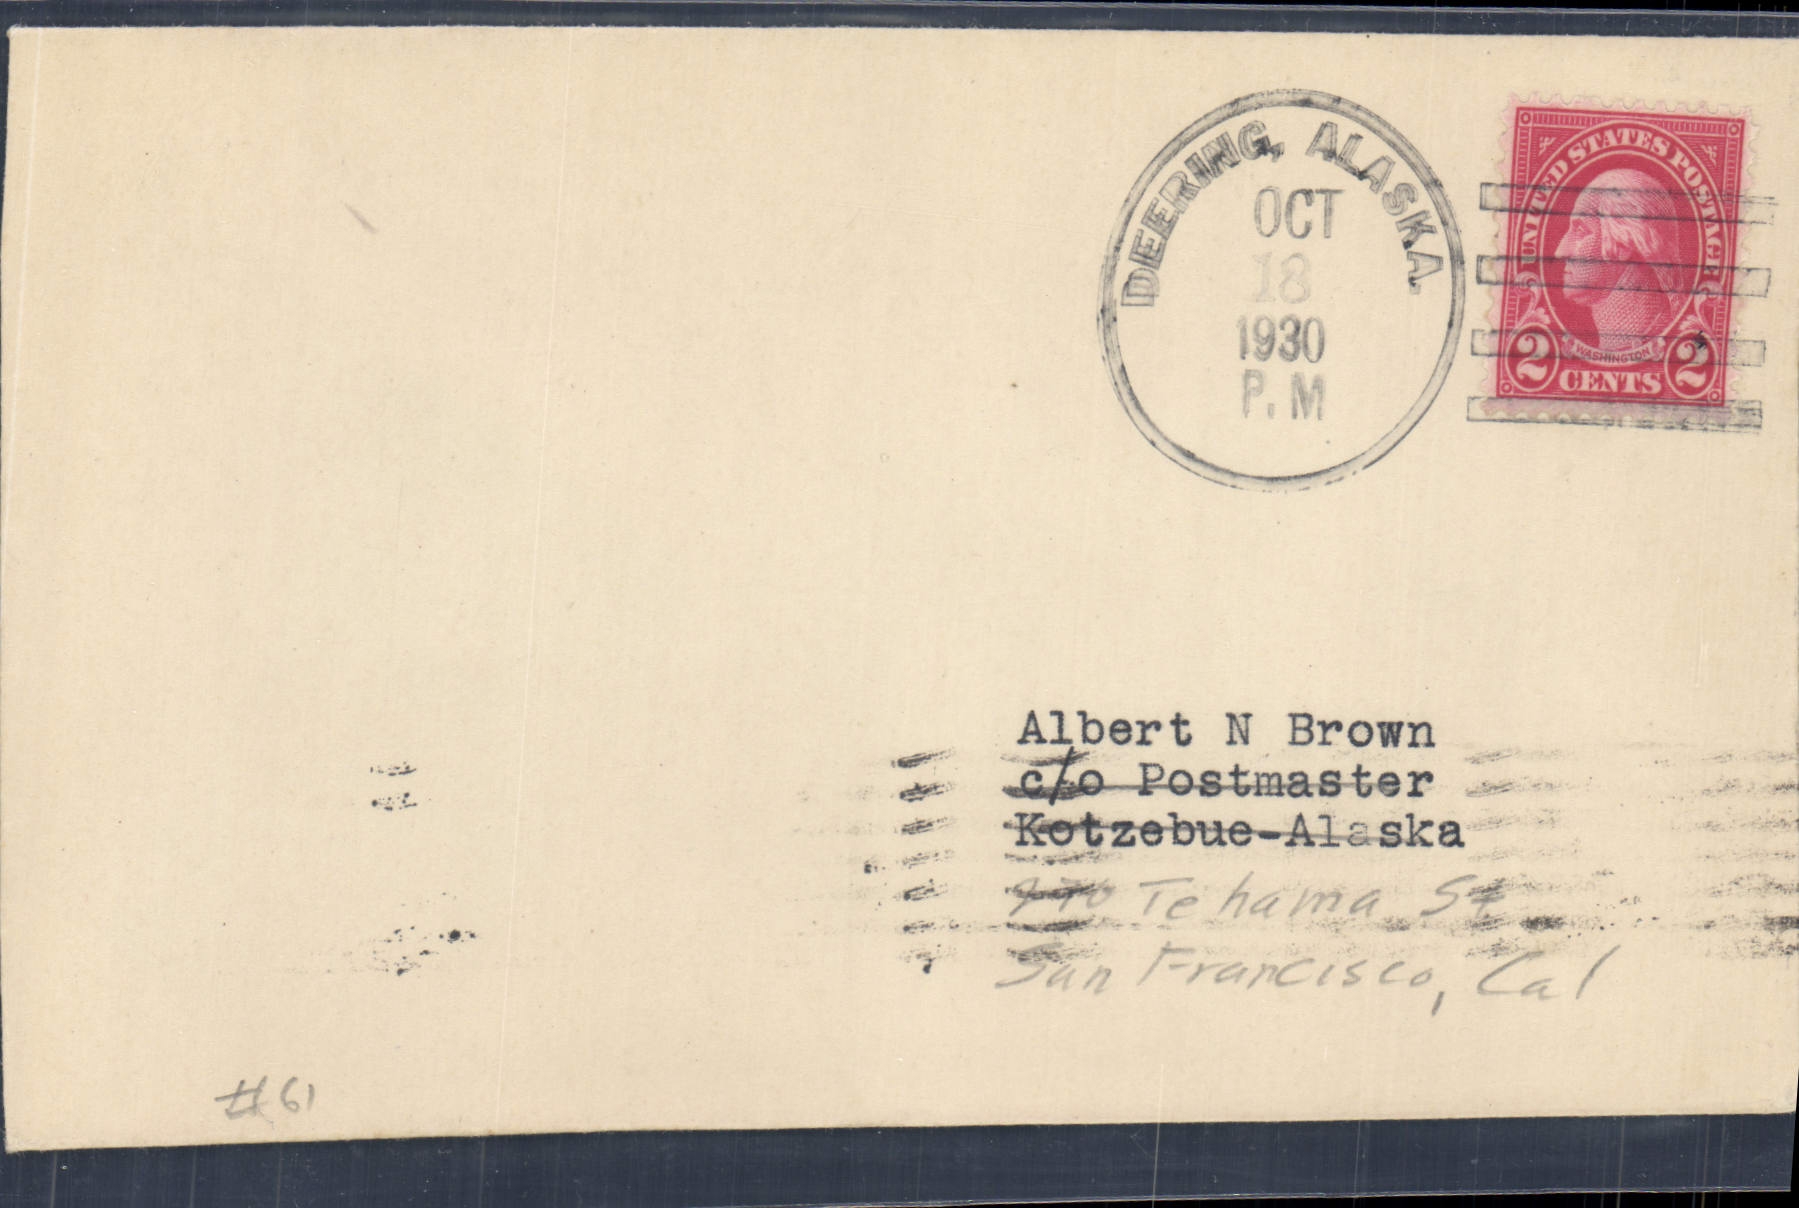 DEERING, ALASKA.
OCT
18
1930
P. M
UNITED STATES POSTAGE
WASHINGTON
2 CENTS 2
Albert N Brown
c/o Postmaster
Kotzebue-Alaska
Tehama St
San Francisco, Cal
#61